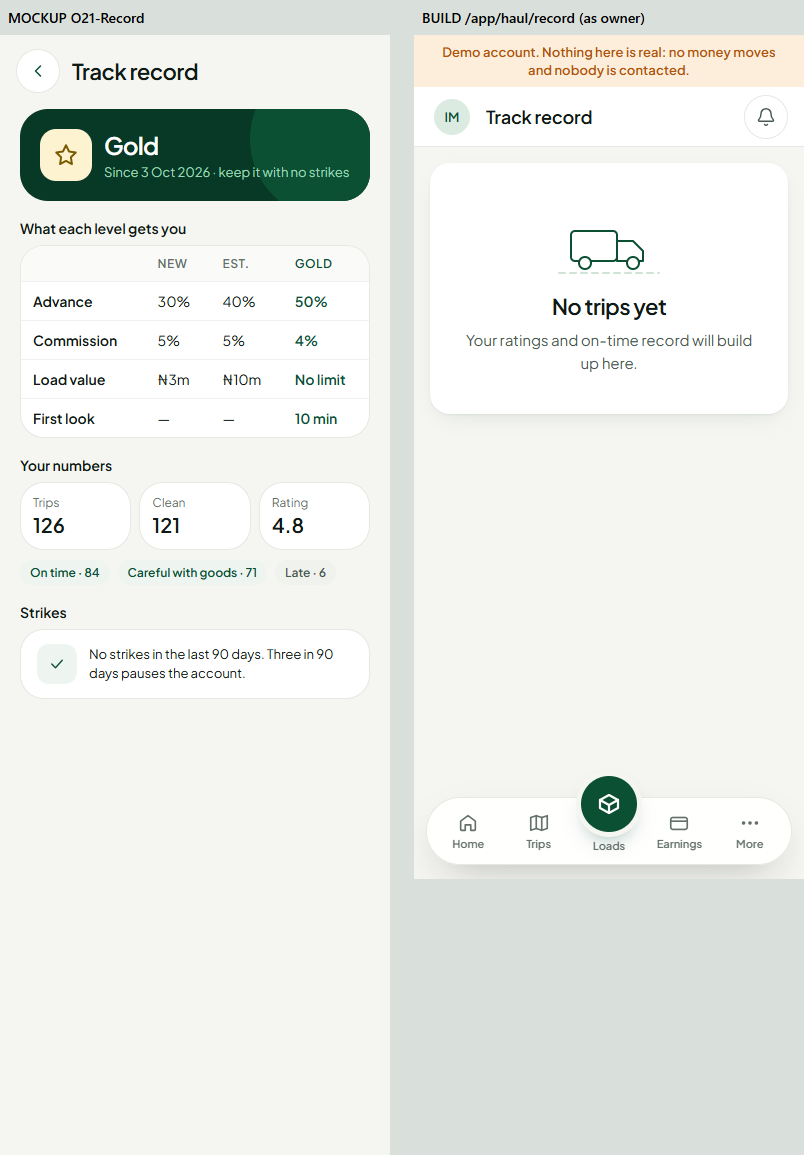 MOCKUP O21-Record
Track record
Gold
Since 3 Oct 2026 · keep it with no strikes
What each level gets you
NEW EST. GOLD
Advance 30% 40% 50%
Commission 5% 5% 4%
Load value ₦3m ₦10m No limit
First look — — 10 min
Your numbers
Trips Clean Rating
126 121 4.8
On time · 84 Careful with goods · 71 Late · 6
Strikes
No strikes in the last 90 days. Three in 90
days pauses the account.
BUILD /app/haul/record (as owner)
Demo account. Nothing here is real: no money moves
and nobody is contacted.
IM Track record
No trips yet
Your ratings and on-time record will build
up here.
Home Trips Loads Earnings More